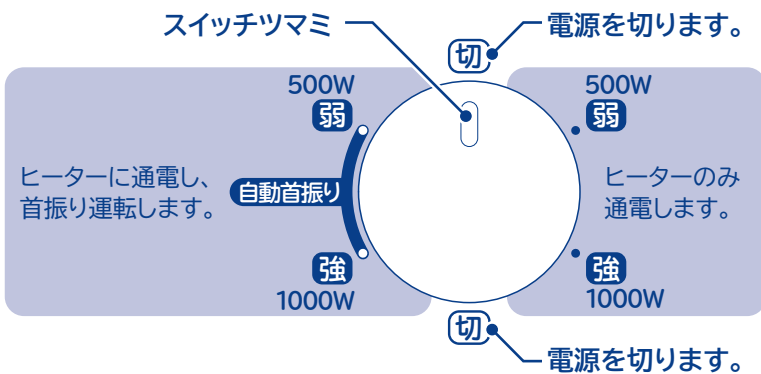 スイッチツマミ
切
電源を切ります。
500W
弱
500W
弱
ヒーターに通電し、
首振り運転します。
自動首振り
ヒーターのみ
通電します。
強
1000W
強
1000W
切
電源を切ります。